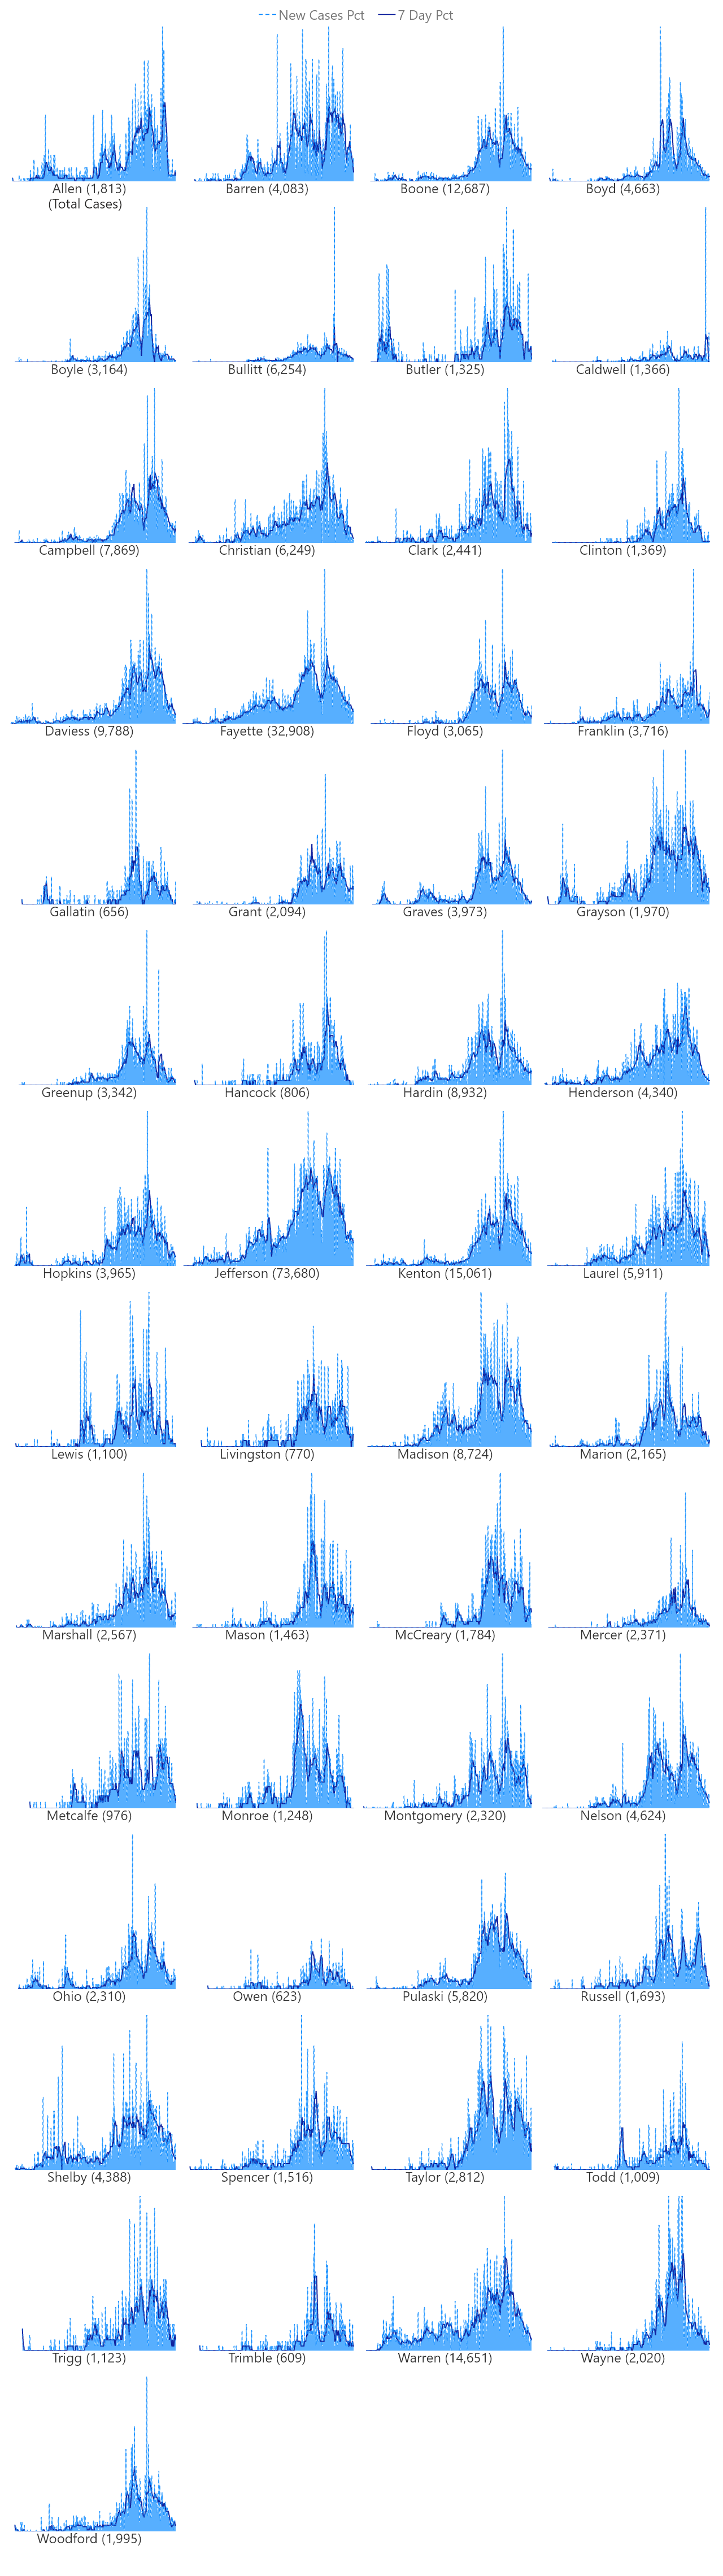 New Cases Pct 7 Day Pct
Allen (1,813) Barren (4,083) Boone (12,687) Boyd (4,663)
(Total Cases)
Boyle (3,164) Bullitt (6,254) Butler (1,325) Caldwell (1,366)
Campbell (7,869) Christian (6,249) Clark (2,441) Clinton (1,369)
Daviess (9,788) Fayette (32,908) Floyd (3,065) Franklin (3,716)
Gallatin (656) Grant (2,094) Graves (3,973) Grayson (1,970)
Greenup (3,342) Hancock (806) Hardin (8,932) Henderson (4,340)
Hopkins (3,965) Jefferson (73,680) Kenton (15,061) Laurel (5,911)
Lewis (1,100) Livingston (770) Madison (8,724) Marion (2,165)
Marshall (2,567) Mason (1,463) McCreary (1,784) Mercer (2,371)
Metcalfe (976) Monroe (1,248) Montgomery (2,320) Nelson (4,624)
Ohio (2,310) Owen (623) Pulaski (5,820) Russell (1,693)
Shelby (4,388) Spencer (1,516) Taylor (2,812) Todd (1,009)
Trigg (1,123) Trimble (609) Warren (14,651) Wayne (2,020)
Woodford (1,995)